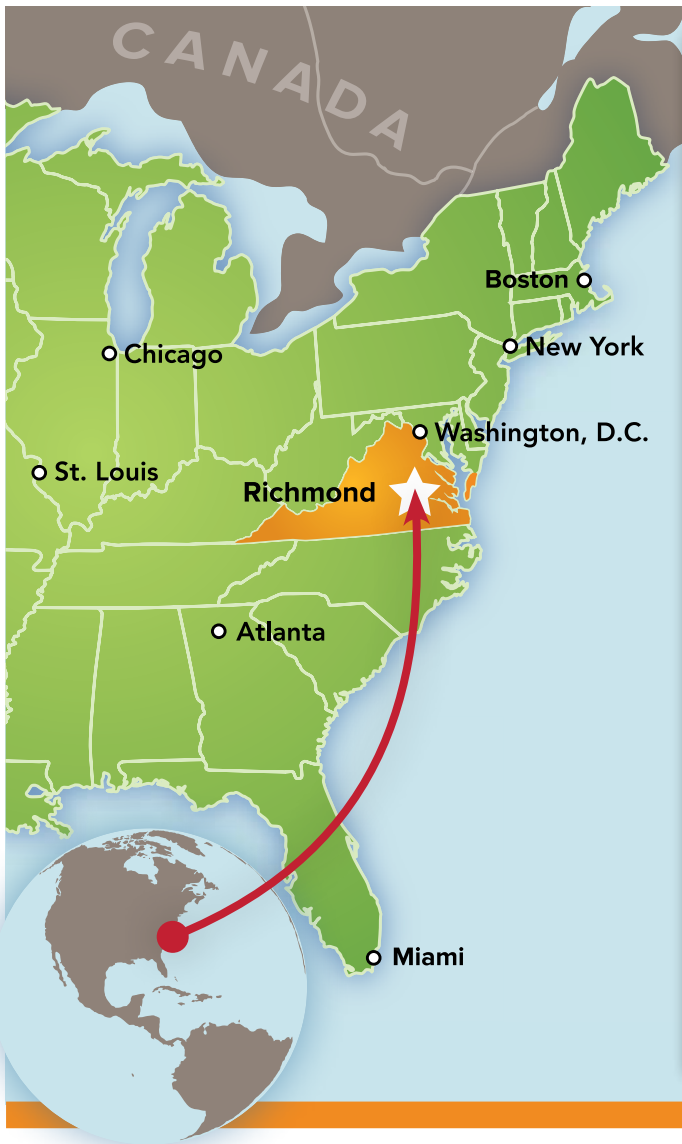 CANADA
Boston
New York
Chicago
Washington, D.C.
St. Louis
Richmond
Atlanta
Miami